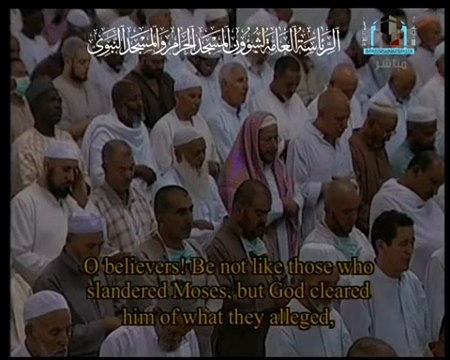 الرئاسة العامة لشؤون المسجد الحرام والمسجد النبوي
مباشر
O believers! Be not like those who
slandered Moses, but God cleared
him of what they alleged,